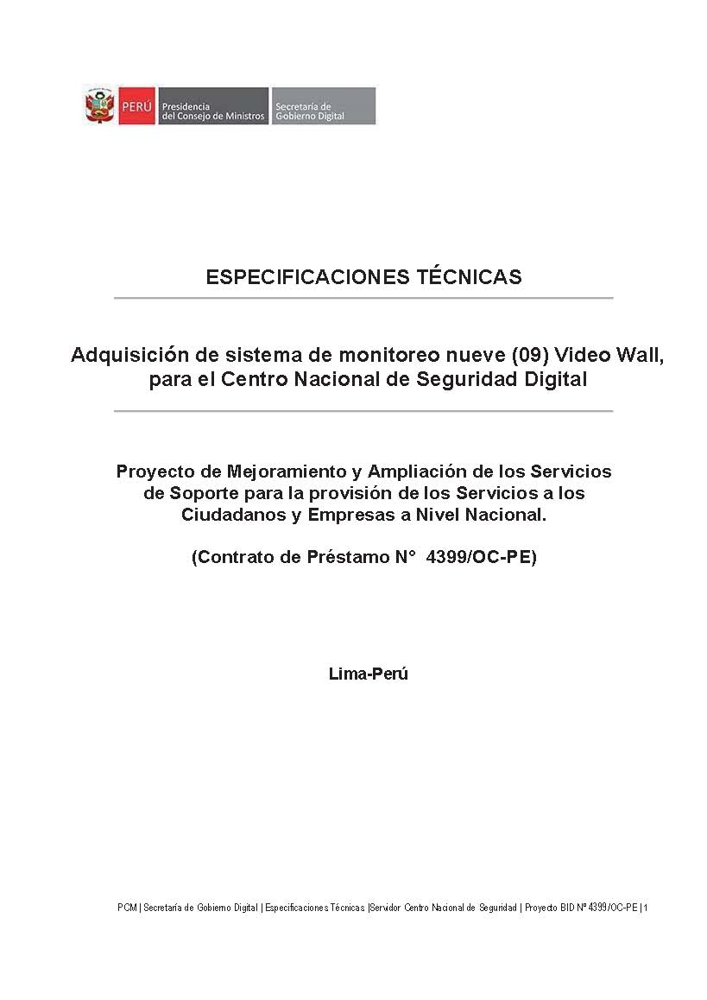 PERÚ
Presidencia
del Consejo de Ministros
Secretaría de
Gobierno Digital
ESPECIFICACIONES TÉCNICAS
Adquisición de sistema de monitoreo nueve (09) Video Wall,
para el Centro Nacional de Seguridad Digital
Proyecto de Mejoramiento y Ampliación de los Servicios
de Soporte para la provisión de los Servicios a los
Ciudadanos y Empresas a Nivel Nacional.
(Contrato de Préstamo N° 4399/OC-PE)
Lima-Perú
PCM | Secretaría de Gobierno Digital | Especificaciones Técnicas |Servidor Centro Nacional de Seguridad | Proyecto BID Nº 4399/OC-PE | 1